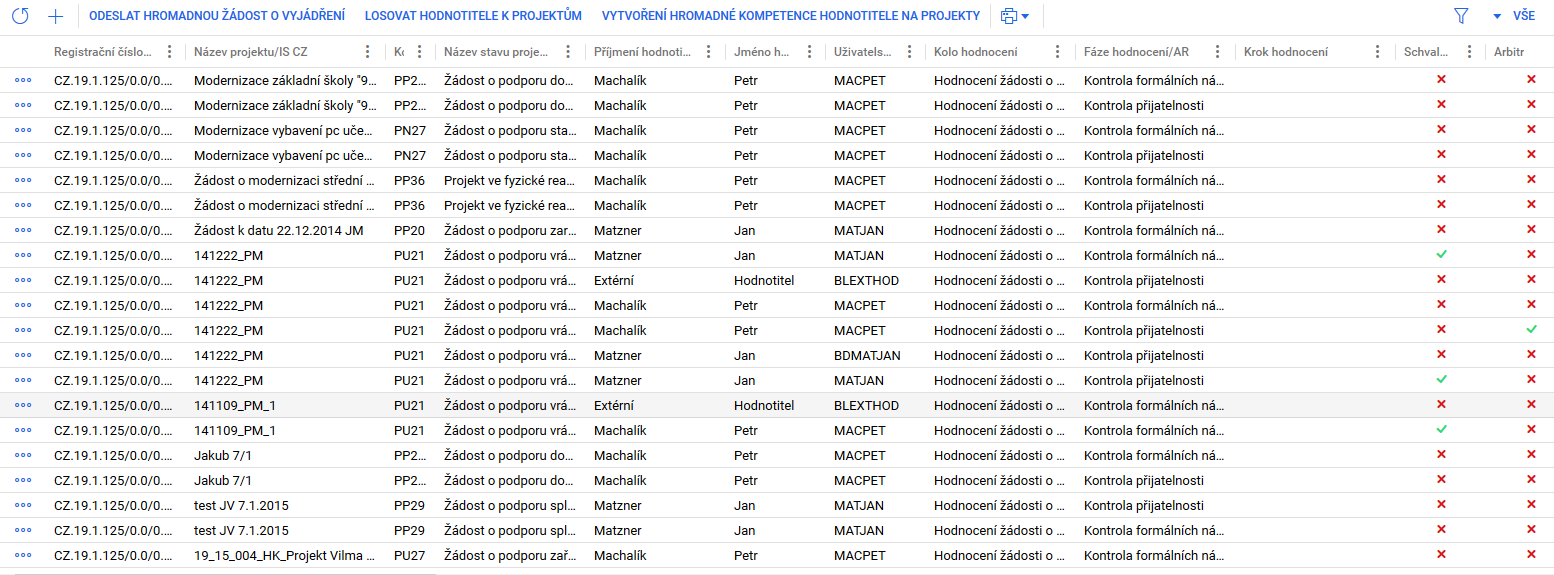 ODESLAT HROMADNOU ŽÁDOST O VYJÁDŘENÍ LOSOVAT HODNOTITELE K PROJEKTŮM VYTVOŘENÍ HROMADNÉ KOMPETENCE HODNOTITELE NA PROJEKTY VŠE
Registrační číslo... Název projektu/IS CZ Kc Název stavu proje... Příjmení hodnoti... Jméno h... Uživatels... Kolo hodnocení Fáze hodnocení/AR Krok hodnocení Schval... Arbitr
CZ.19.1.125/0.0/0.... Modernizace základní školy "9... PP2... Žádost o podporu do... Machalík Petr MACPET Hodnocení žádosti o ... Kontrola formálních ná...
CZ.19.1.125/0.0/0.... Modernizace základní školy "9... PP2... Žádost o podporu do... Machalík Petr MACPET Hodnocení žádosti o ... Kontrola přijatelnosti
CZ.19.1.125/0.0/0.... Modernizace vybavení pc uče... PN27 Žádost o podporu sta... Machalík Petr MACPET Hodnocení žádosti o ... Kontrola formálních ná...
CZ.19.1.125/0.0/0.... Modernizace vybavení pc uče... PN27 Žádost o podporu sta... Machalík Petr MACPET Hodnocení žádosti o ... Kontrola přijatelnosti
CZ.19.1.125/0.0/0.... Žádost o modernizaci střední ... PP36 Projekt ve fyzické rea... Machalík Petr MACPET Hodnocení žádosti o ... Kontrola formálních ná...
CZ.19.1.125/0.0/0.... Žádost o modernizaci střední ... PP36 Projekt ve fyzické rea... Machalík Petr MACPET Hodnocení žádosti o ... Kontrola přijatelnosti
CZ.19.1.125/0.0/0.... Žádost k datu 22.12.2014 JM PP20 Žádost o podporu zar... Matzner Jan MATJAN Hodnocení žádosti o ... Kontrola formálních ná...
CZ.19.1.125/0.0/0.... 141222_PM PU21 Žádost o podporu vrá... Matzner Jan MATJAN Hodnocení žádosti o ... Kontrola formálních ná...
CZ.19.1.125/0.0/0.... 141222_PM PU21 Žádost o podporu vrá... Extérní Hodnotitel BLEXTHOD Hodnocení žádosti o ... Kontrola přijatelnosti
CZ.19.1.125/0.0/0.... 141222_PM PU21 Žádost o podporu vrá... Machalík Petr MACPET Hodnocení žádosti o ... Kontrola formálních ná...
CZ.19.1.125/0.0/0.... 141222_PM PU21 Žádost o podporu vrá... Machalík Petr MACPET Hodnocení žádosti o ... Kontrola přijatelnosti
CZ.19.1.125/0.0/0.... 141222_PM PU21 Žádost o podporu vrá... Matzner Jan BDMATJAN Hodnocení žádosti o ... Kontrola přijatelnosti
CZ.19.1.125/0.0/0.... 141222_PM PU21 Žádost o podporu vrá... Matzner Jan MATJAN Hodnocení žádosti o ... Kontrola přijatelnosti
CZ.19.1.125/0.0/0.... 141109_PM_1 PU21 Žádost o podporu vrá... Extérní Hodnotitel BLEXTHOD Hodnocení žádosti o ... Kontrola formálních ná...
CZ.19.1.125/0.0/0.... 141109_PM_1 PU21 Žádost o podporu vrá... Machalík Petr MACPET Hodnocení žádosti o ... Kontrola formálních ná...
CZ.19.1.125/0.0/0.... Jakub 7/1 PP2... Žádost o podporu do... Machalík Petr MACPET Hodnocení žádosti o ... Kontrola formálních ná...
CZ.19.1.125/0.0/0.... Jakub 7/1 PP2... Žádost o podporu do... Machalík Petr MACPET Hodnocení žádosti o ... Kontrola přijatelnosti
CZ.19.1.125/0.0/0.... test JV 7.1.2015 PP29 Žádost o podporu spl... Matzner Jan MATJAN Hodnocení žádosti o ... Kontrola přijatelnosti
CZ.19.1.125/0.0/0.... test JV 7.1.2015 PP29 Žádost o podporu spl... Matzner Jan MATJAN Hodnocení žádosti o ... Kontrola formálních ná...
CZ.19.1.125/0.0/0.... 19_15_004_HK_Projekt Vilma ... PU27 Žádost o podporu zař... Machalík Petr MACPET Hodnocení žádosti o ... Kontrola formálních ná...